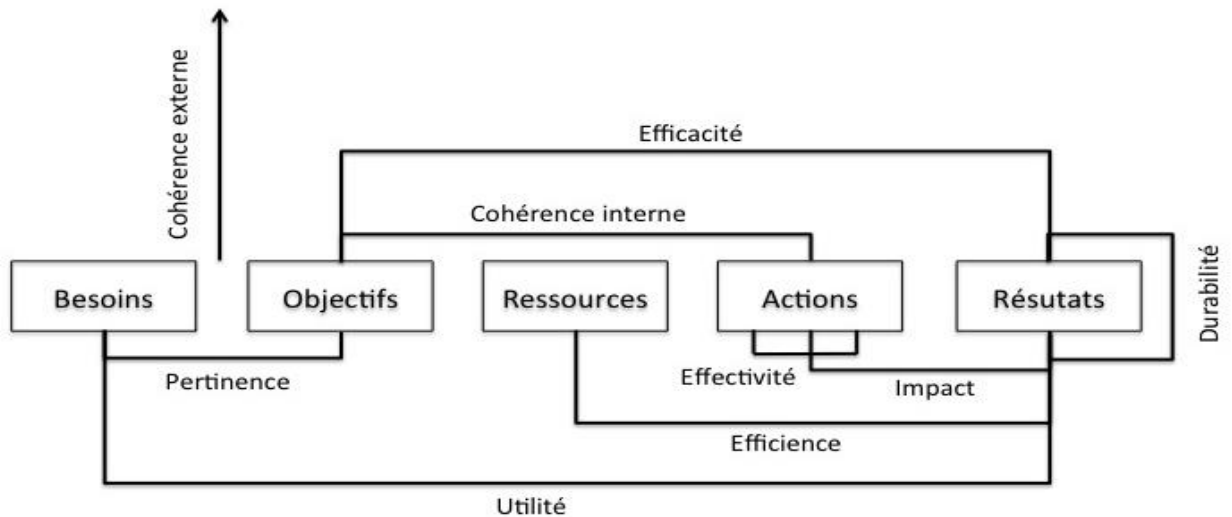 Cohérence externe
Efficacité
Cohérence interne
Besoins
Objectifs
Ressources
Actions
Résutats
Durabilité
Pertinence
Effectivité
Impact
Efficience
Utilité